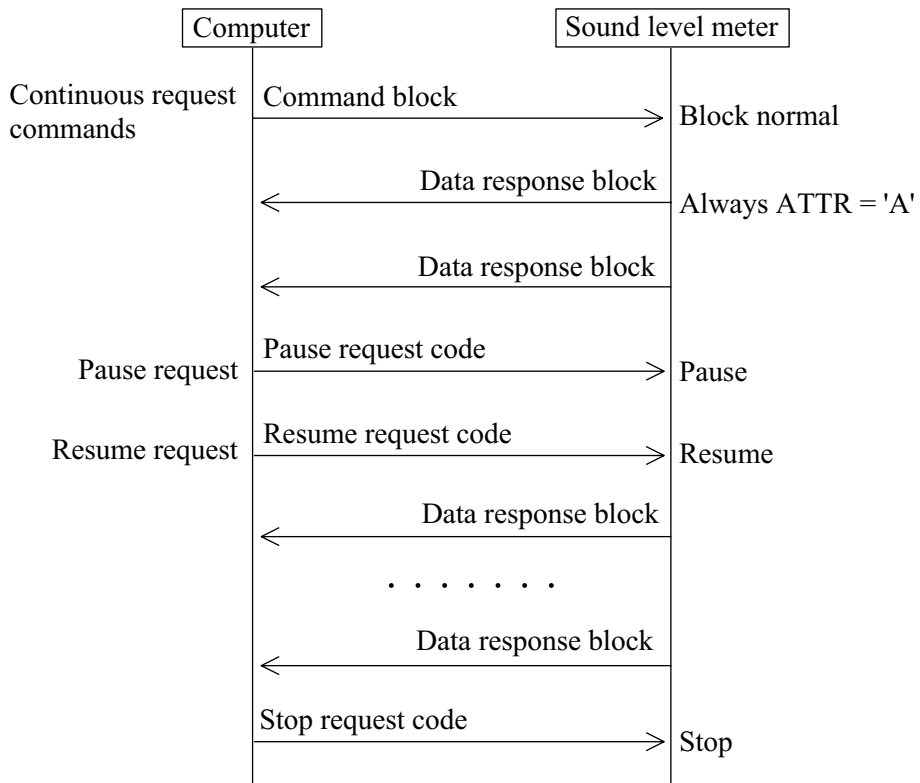 Computer
Sound level meter
Continuous request
commands
Command block
Block normal
Data response block
Always ATTR = 'A'
Data response block
Pause request
Pause request code
Pause
Resume request
Resume request code
Resume
Data response block
. . . . . . .
Data response block
Stop request code
Stop